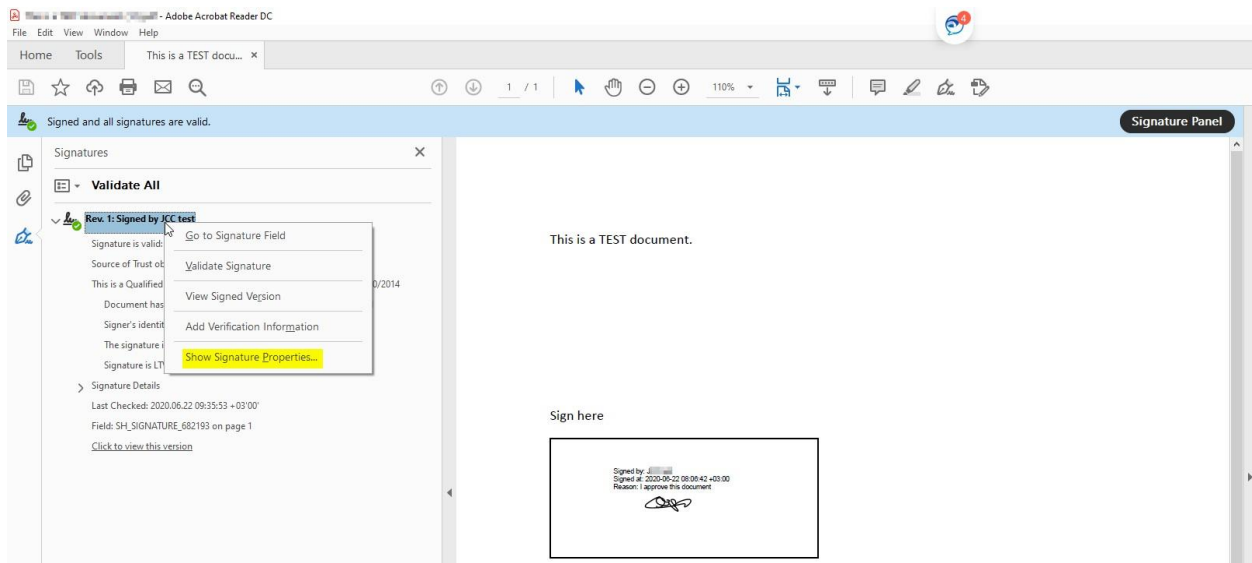 - Adobe Acrobat Reader DC
File Edit View Window Help
Home Tools This is a TEST docu... ×
1 / 1 110%
4
Signed and all signatures are valid.
Signature Panel
Signatures
Validate All
Rev. 1: Signed by JCC test
Signature is valid:
Source of Trust ob
This is a Qualified 0/2014
Document has
Signer's identit
The signature i
Signature is LT
Go to Signature Field
Validate Signature
View Signed Version
Add Verification Information
Show Signature Properties...
Signature Details
Last Checked: 2020.06.22 09:35:53 +03'00'
Field: SH_SIGNATURE_682193 on page 1
Click to view this version
This is a TEST document.
Sign here
Signed by: J
Signed at: 2020-06-22 08:06:42 +03:00
Reason: I approve this document